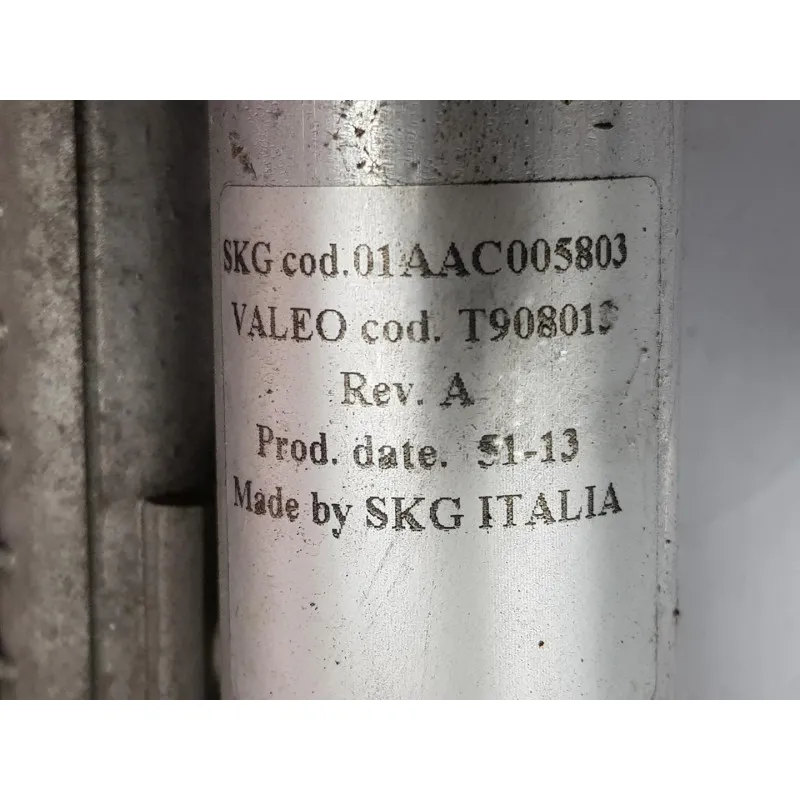 SKG cod.01AAC005803
VALEO cod.
Rev. A
Prod. date. 51-13
Made by SKG ITALIA